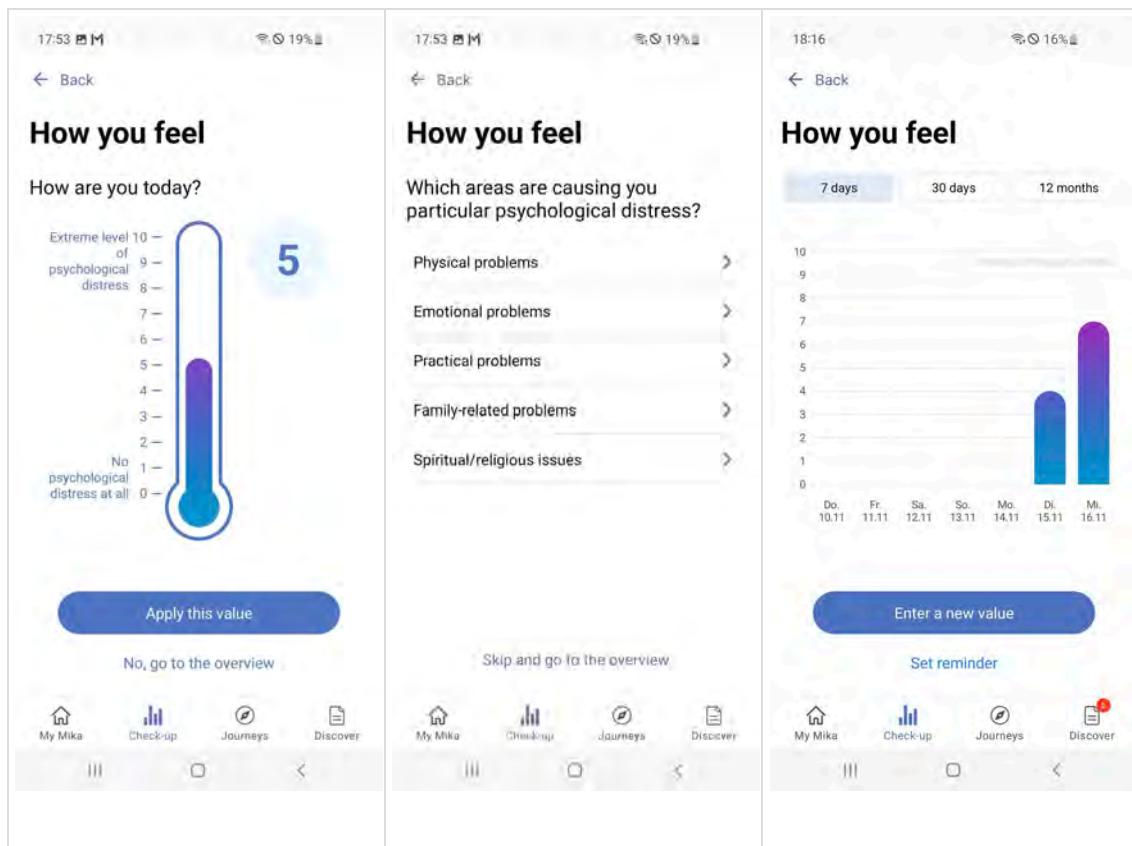 17:53 M 19%
Back
How you feel
How are you today?
Extreme level 10
of
psychological 9
distress 8
7
6
5
4
3
2
No
psychological 1
distress at all 0
5
Apply this value
No, go to the overview
My Mika Check-up Journeys Discover
17:53 M 19%
Back
How you feel
Which areas are causing you
particular psychological distress?
Physical problems
Emotional problems
Practical problems
Family-related problems
Spiritual/religious issues
Skip and go to the overview
My Mika Check-up Journeys Discover
18:16 16%
Back
How you feel
7 days 30 days 12 months
10
9
8
7
6
5
4
3
2
1
0
Do. Fr. Sa. So. Mo. Di. Mi.
10.11 11.11 12.11 13.11 14.11 15.11 16.11
Enter a new value
Set reminder
My Mika Check-up Journeys Discover